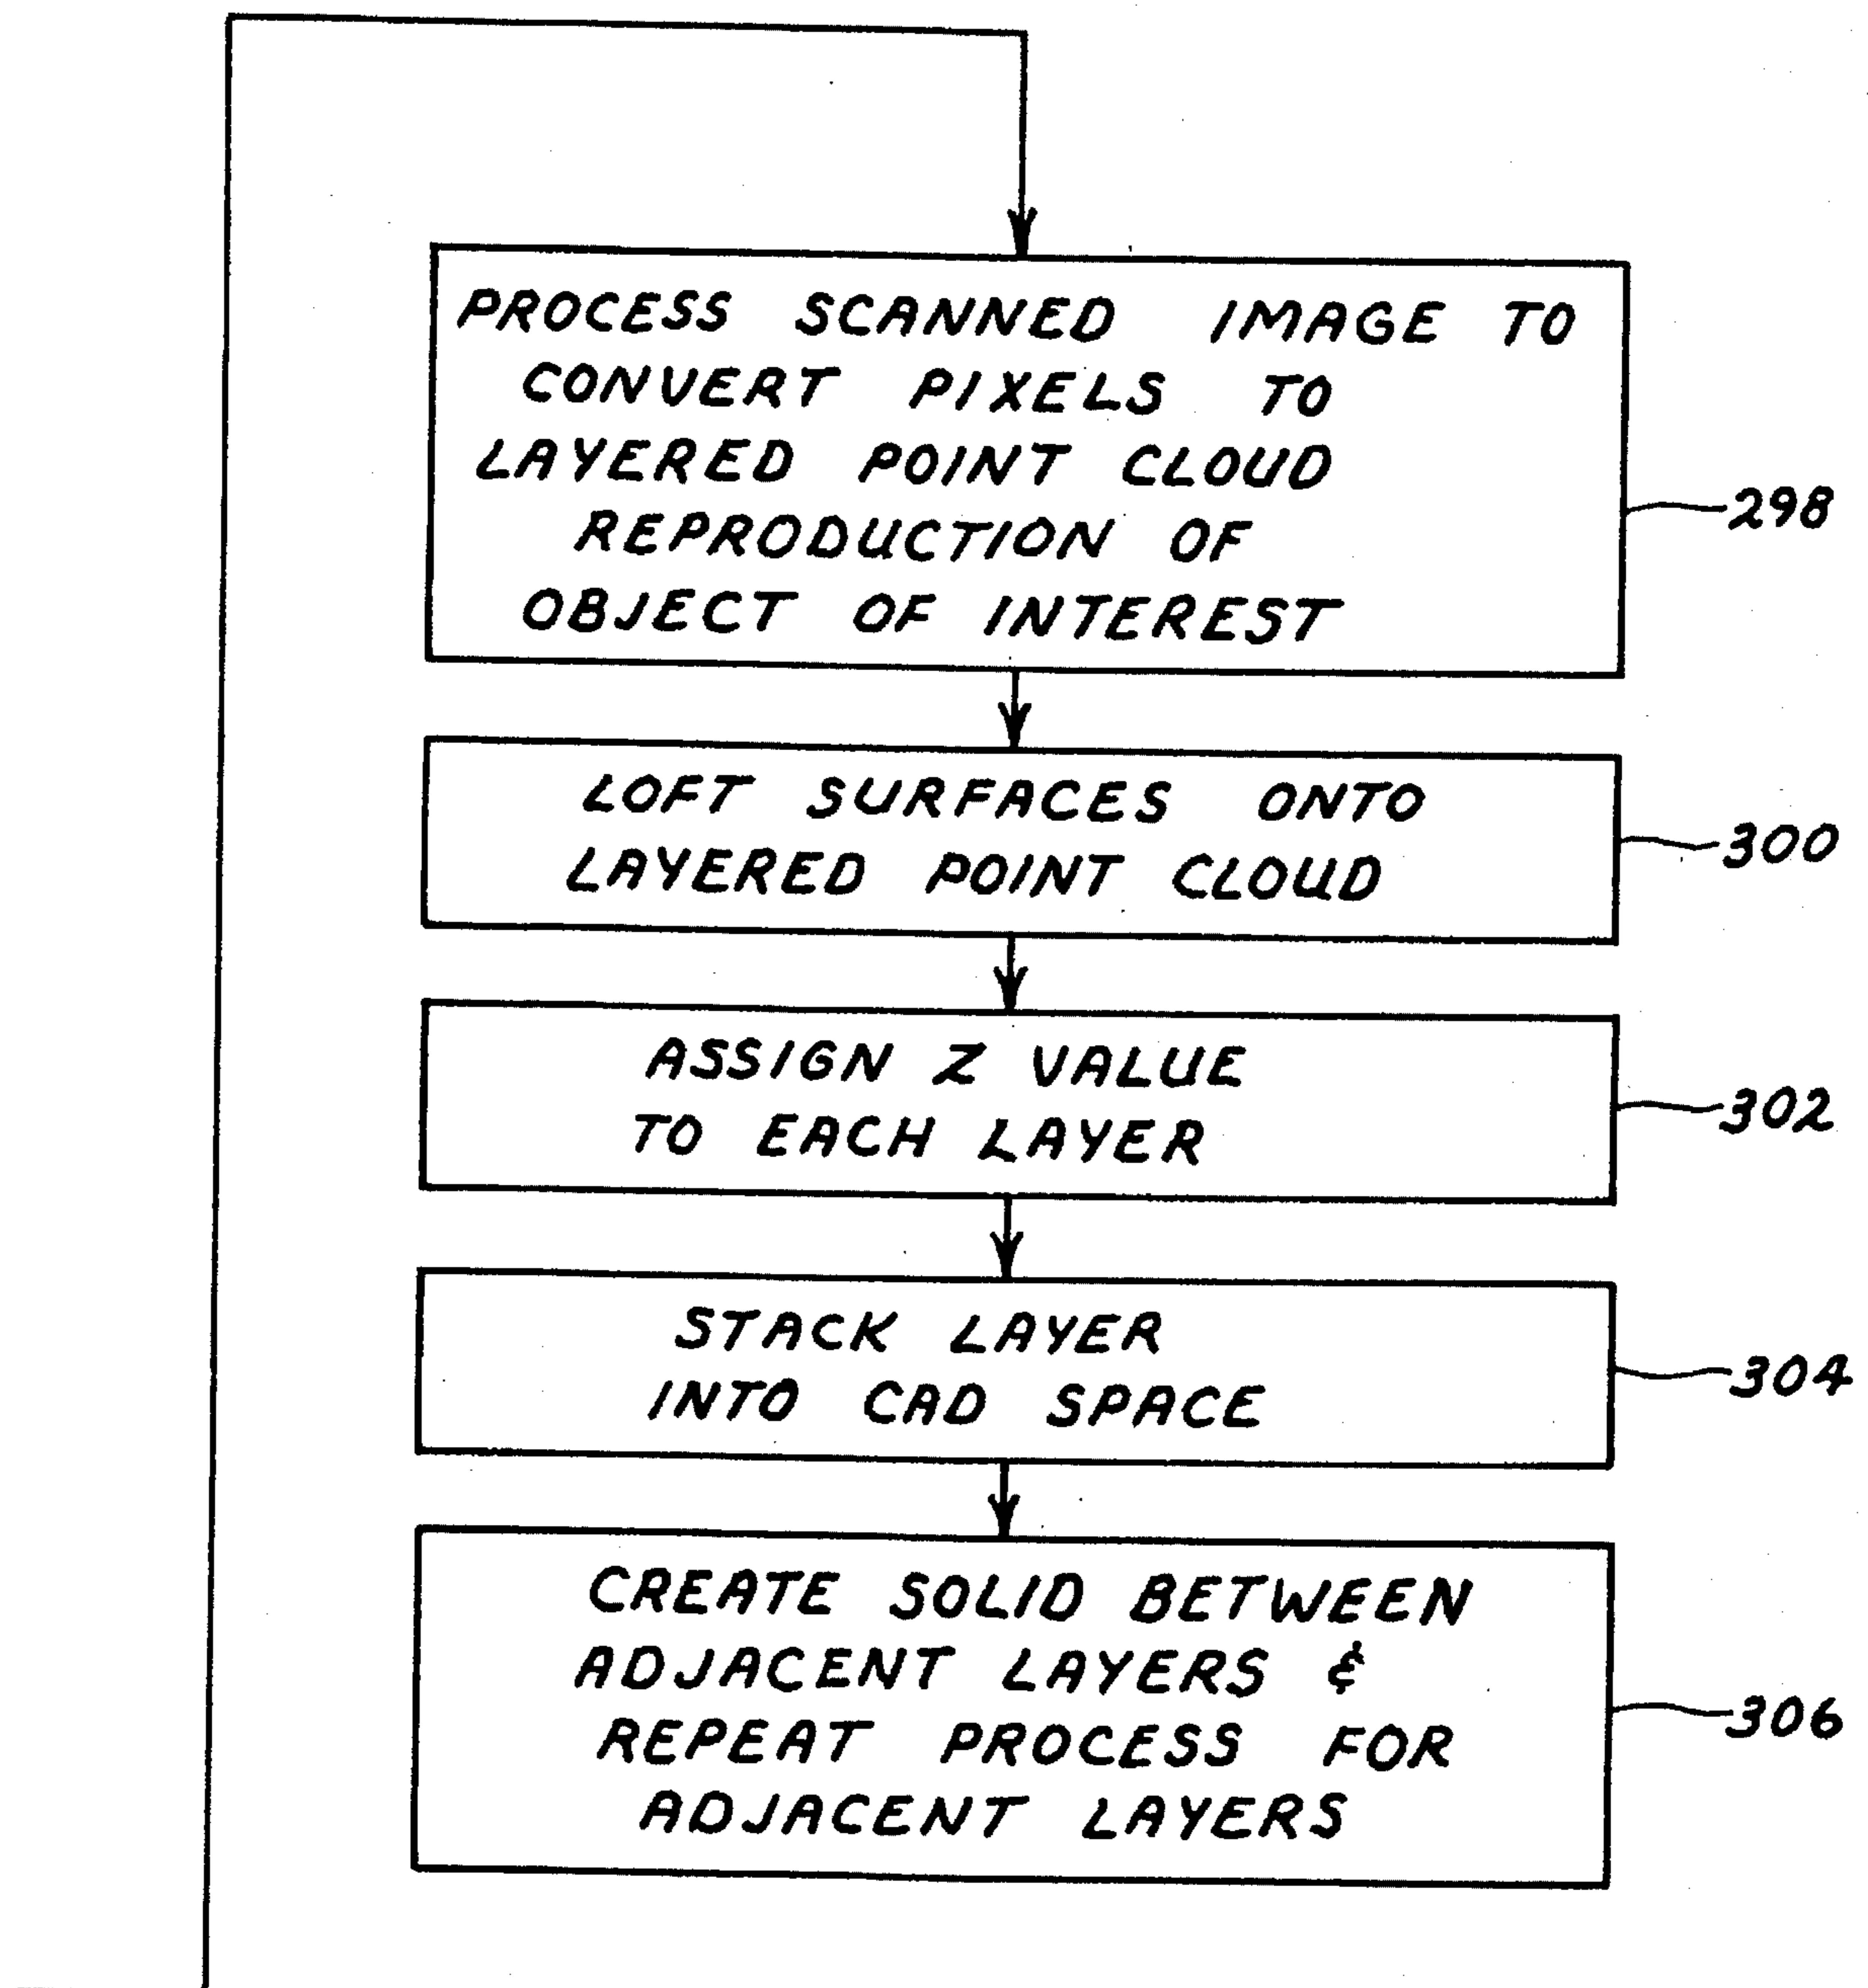 PROCESS SCANNED IMAGE TO
CONVERT PIXELS TO
LAYERED POINT CLOUD
REPRODUCTION OF
OBJECT OF INTEREST
298
LOFT SURFACES ONTO
LAYERED POINT CLOUD
300
ASSIGN Z VALUE
TO EACH LAYER
302
STACK LAYER
INTO CAD SPACE
304
CREATE SOLID BETWEEN
ADJACENT LAYERS &
REPEAT PROCESS FOR
ADJACENT LAYERS
306